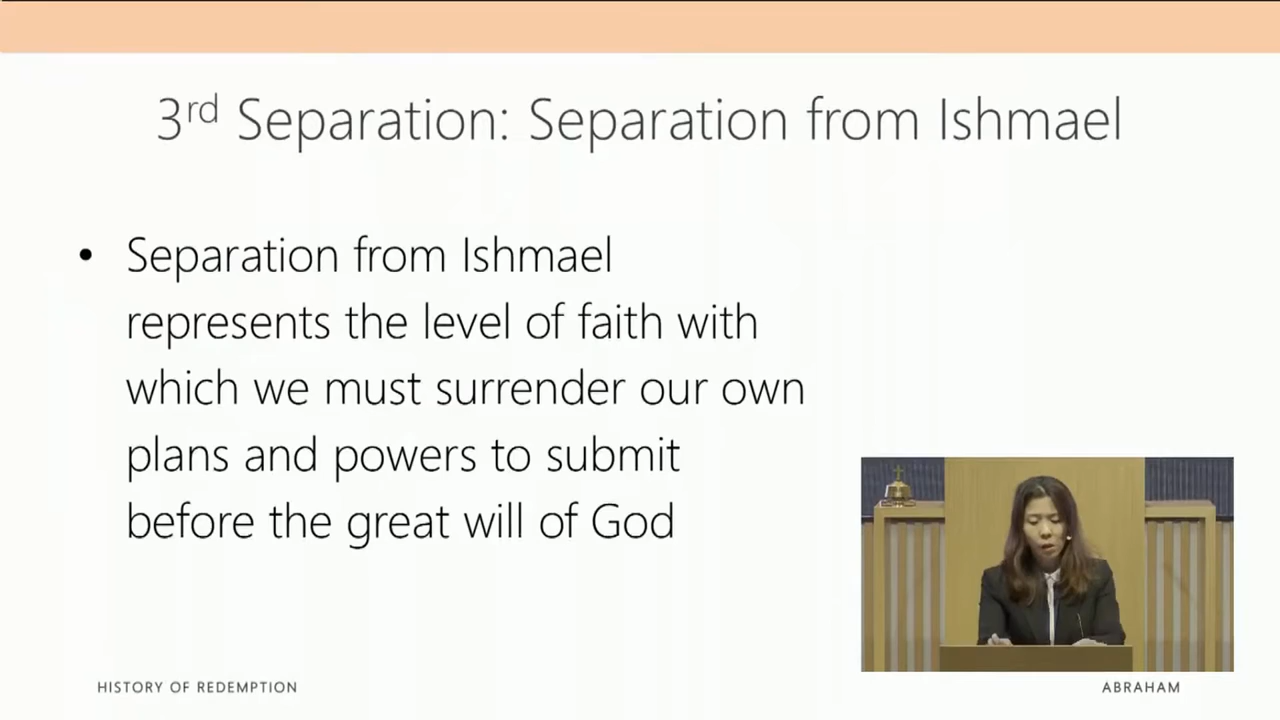 3rd Separation: Separation from Ishmael
• Separation from Ishmael
represents the level of faith with
which we must surrender our own
plans and powers to submit
before the great will of God
HISTORY OF REDEMPTION
ABRAHAM